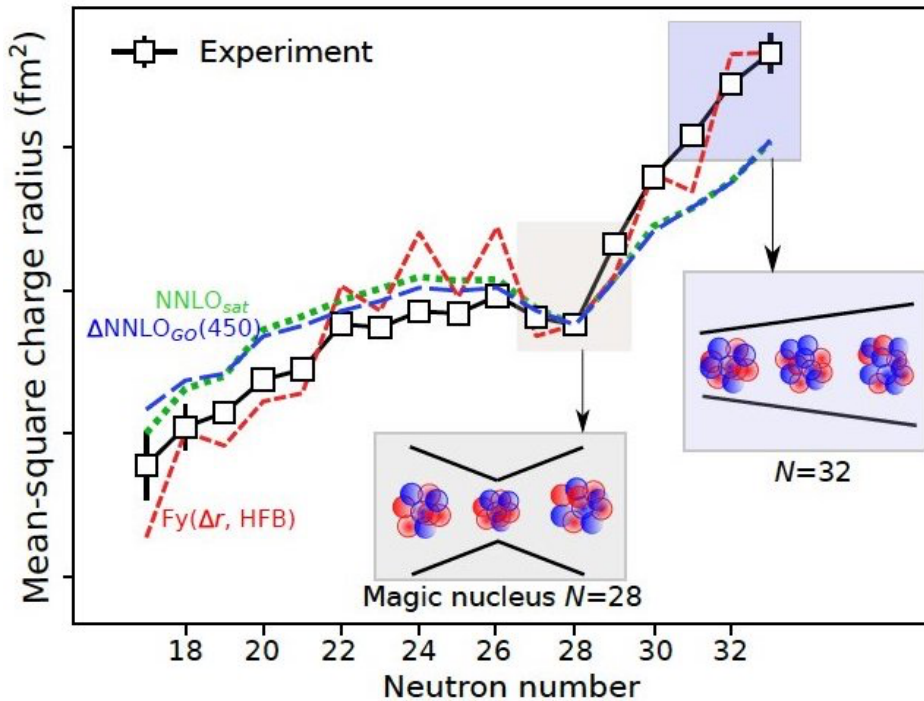 Mean-square charge radius (fm²)
Experiment
NNLOsat
ΔNNLOGO(450)
Fy(Δr, HFB)
N=32
Magic nucleus N=28
18 20 22 24 26 28 30 32
Neutron number